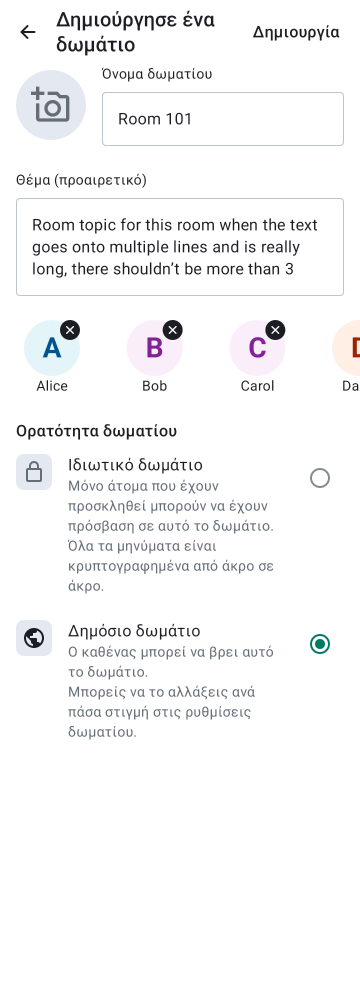 Δημιούργησε ένα
δωμάτιο
Δημιουργία
Όνομα δωματίου
Room 101
Θέμα (προαιρετικό)
Room topic for this room when the text
goes onto multiple lines and is really
long, there shouldn’t be more than 3
A
B
C
D
Alice
Bob
Carol
Da
Ορατότητα δωματίου
Ιδιωτικό δωμάτιο
Μόνο άτομα που έχουν
προσκληθεί μπορούν να έχουν
πρόσβαση σε αυτό το δωμάτιο.
Όλα τα μηνύματα είναι
κρυπτογραφημένα από άκρο σε
άκρο.
Δημόσιο δωμάτιο
Ο καθένας μπορεί να βρει αυτό
το δωμάτιο.
Μπορείς να το αλλάξεις ανά
πάσα στιγμή στις ρυθμίσεις
δωματίου.